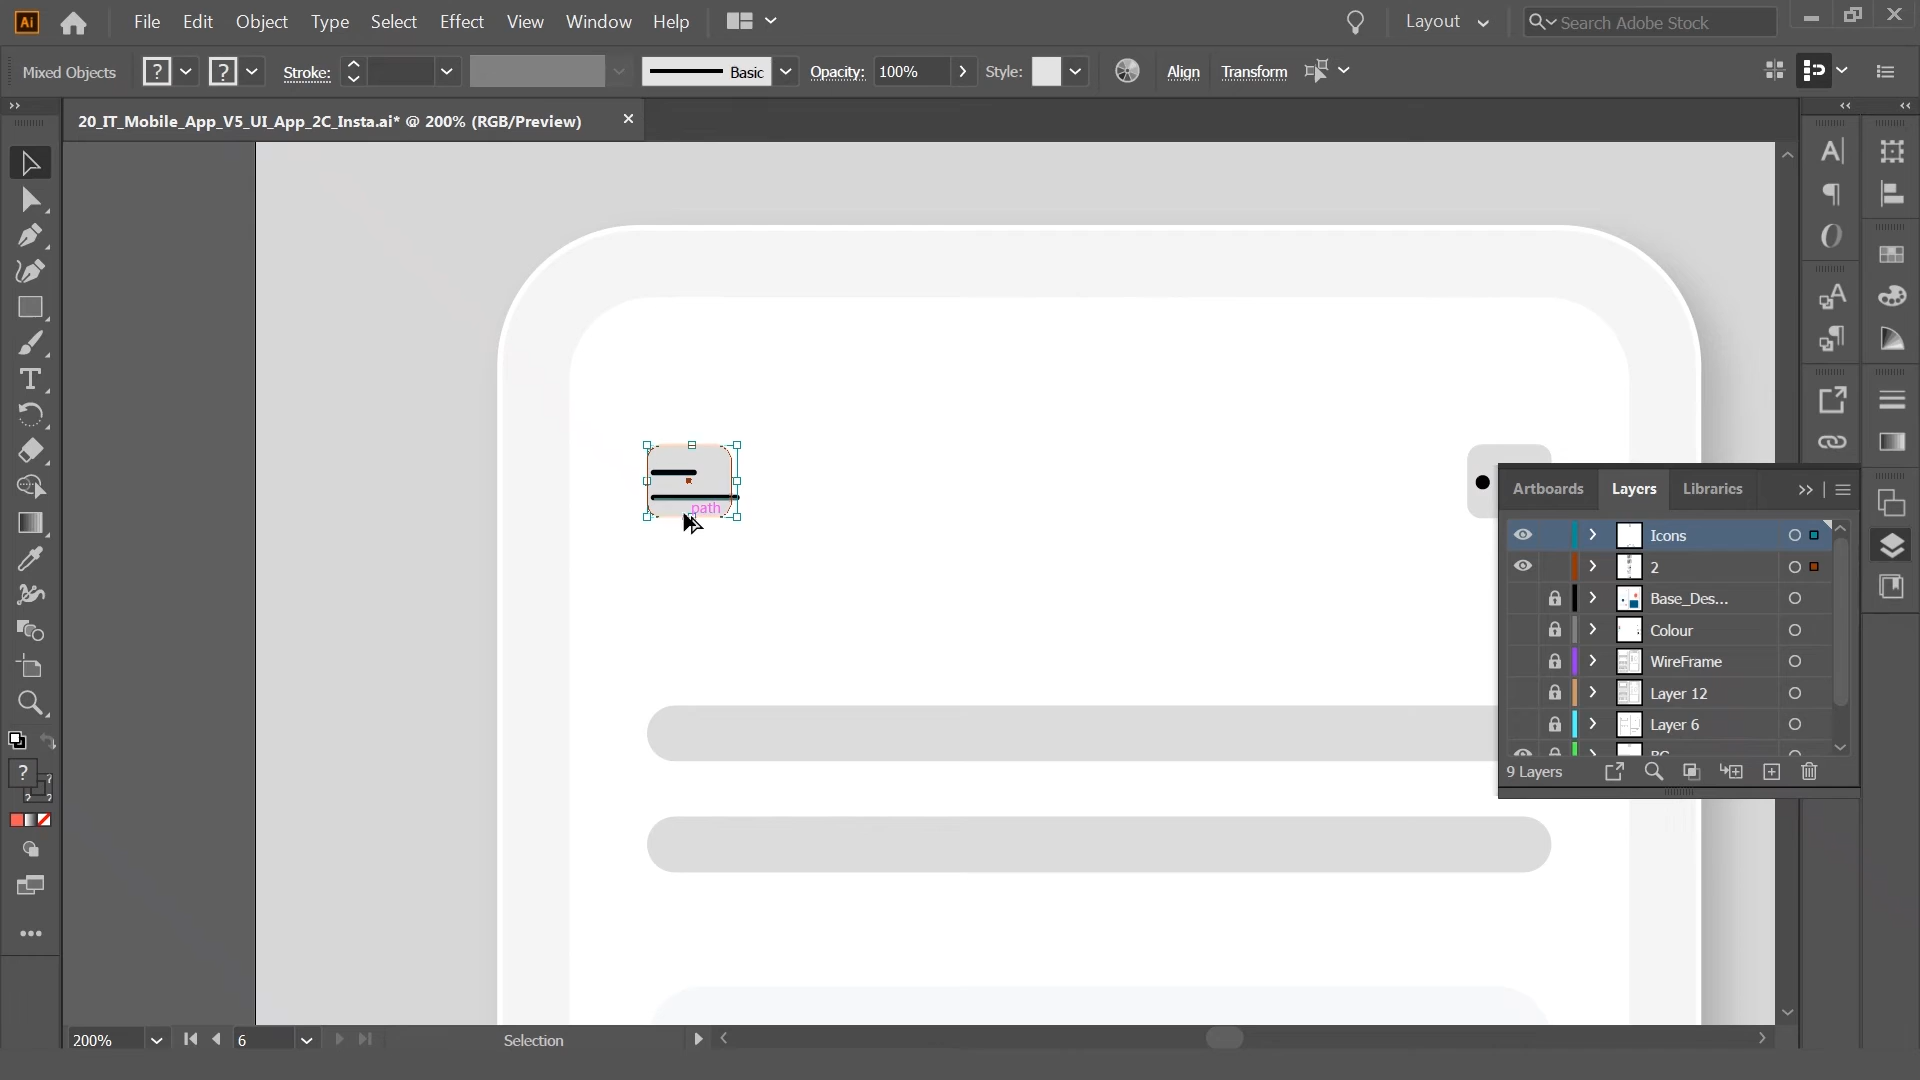 Ai File Edit Object Type Select Effect View Window Help Layout Search Adobe Stock
Mixed Objects ? ? Stroke: Basic Opacity: 100% Style: Align Transform
20_IT_Mobile_App_V5_UI_App_2C_Insta.ai* @ 200% (RGB/Preview)
path
Artboards Layers Libraries
Icons
2
Base_Des...
Colour
WireFrame
Layer 12
Layer 6
BG
9 Layers
200% 6 Selection